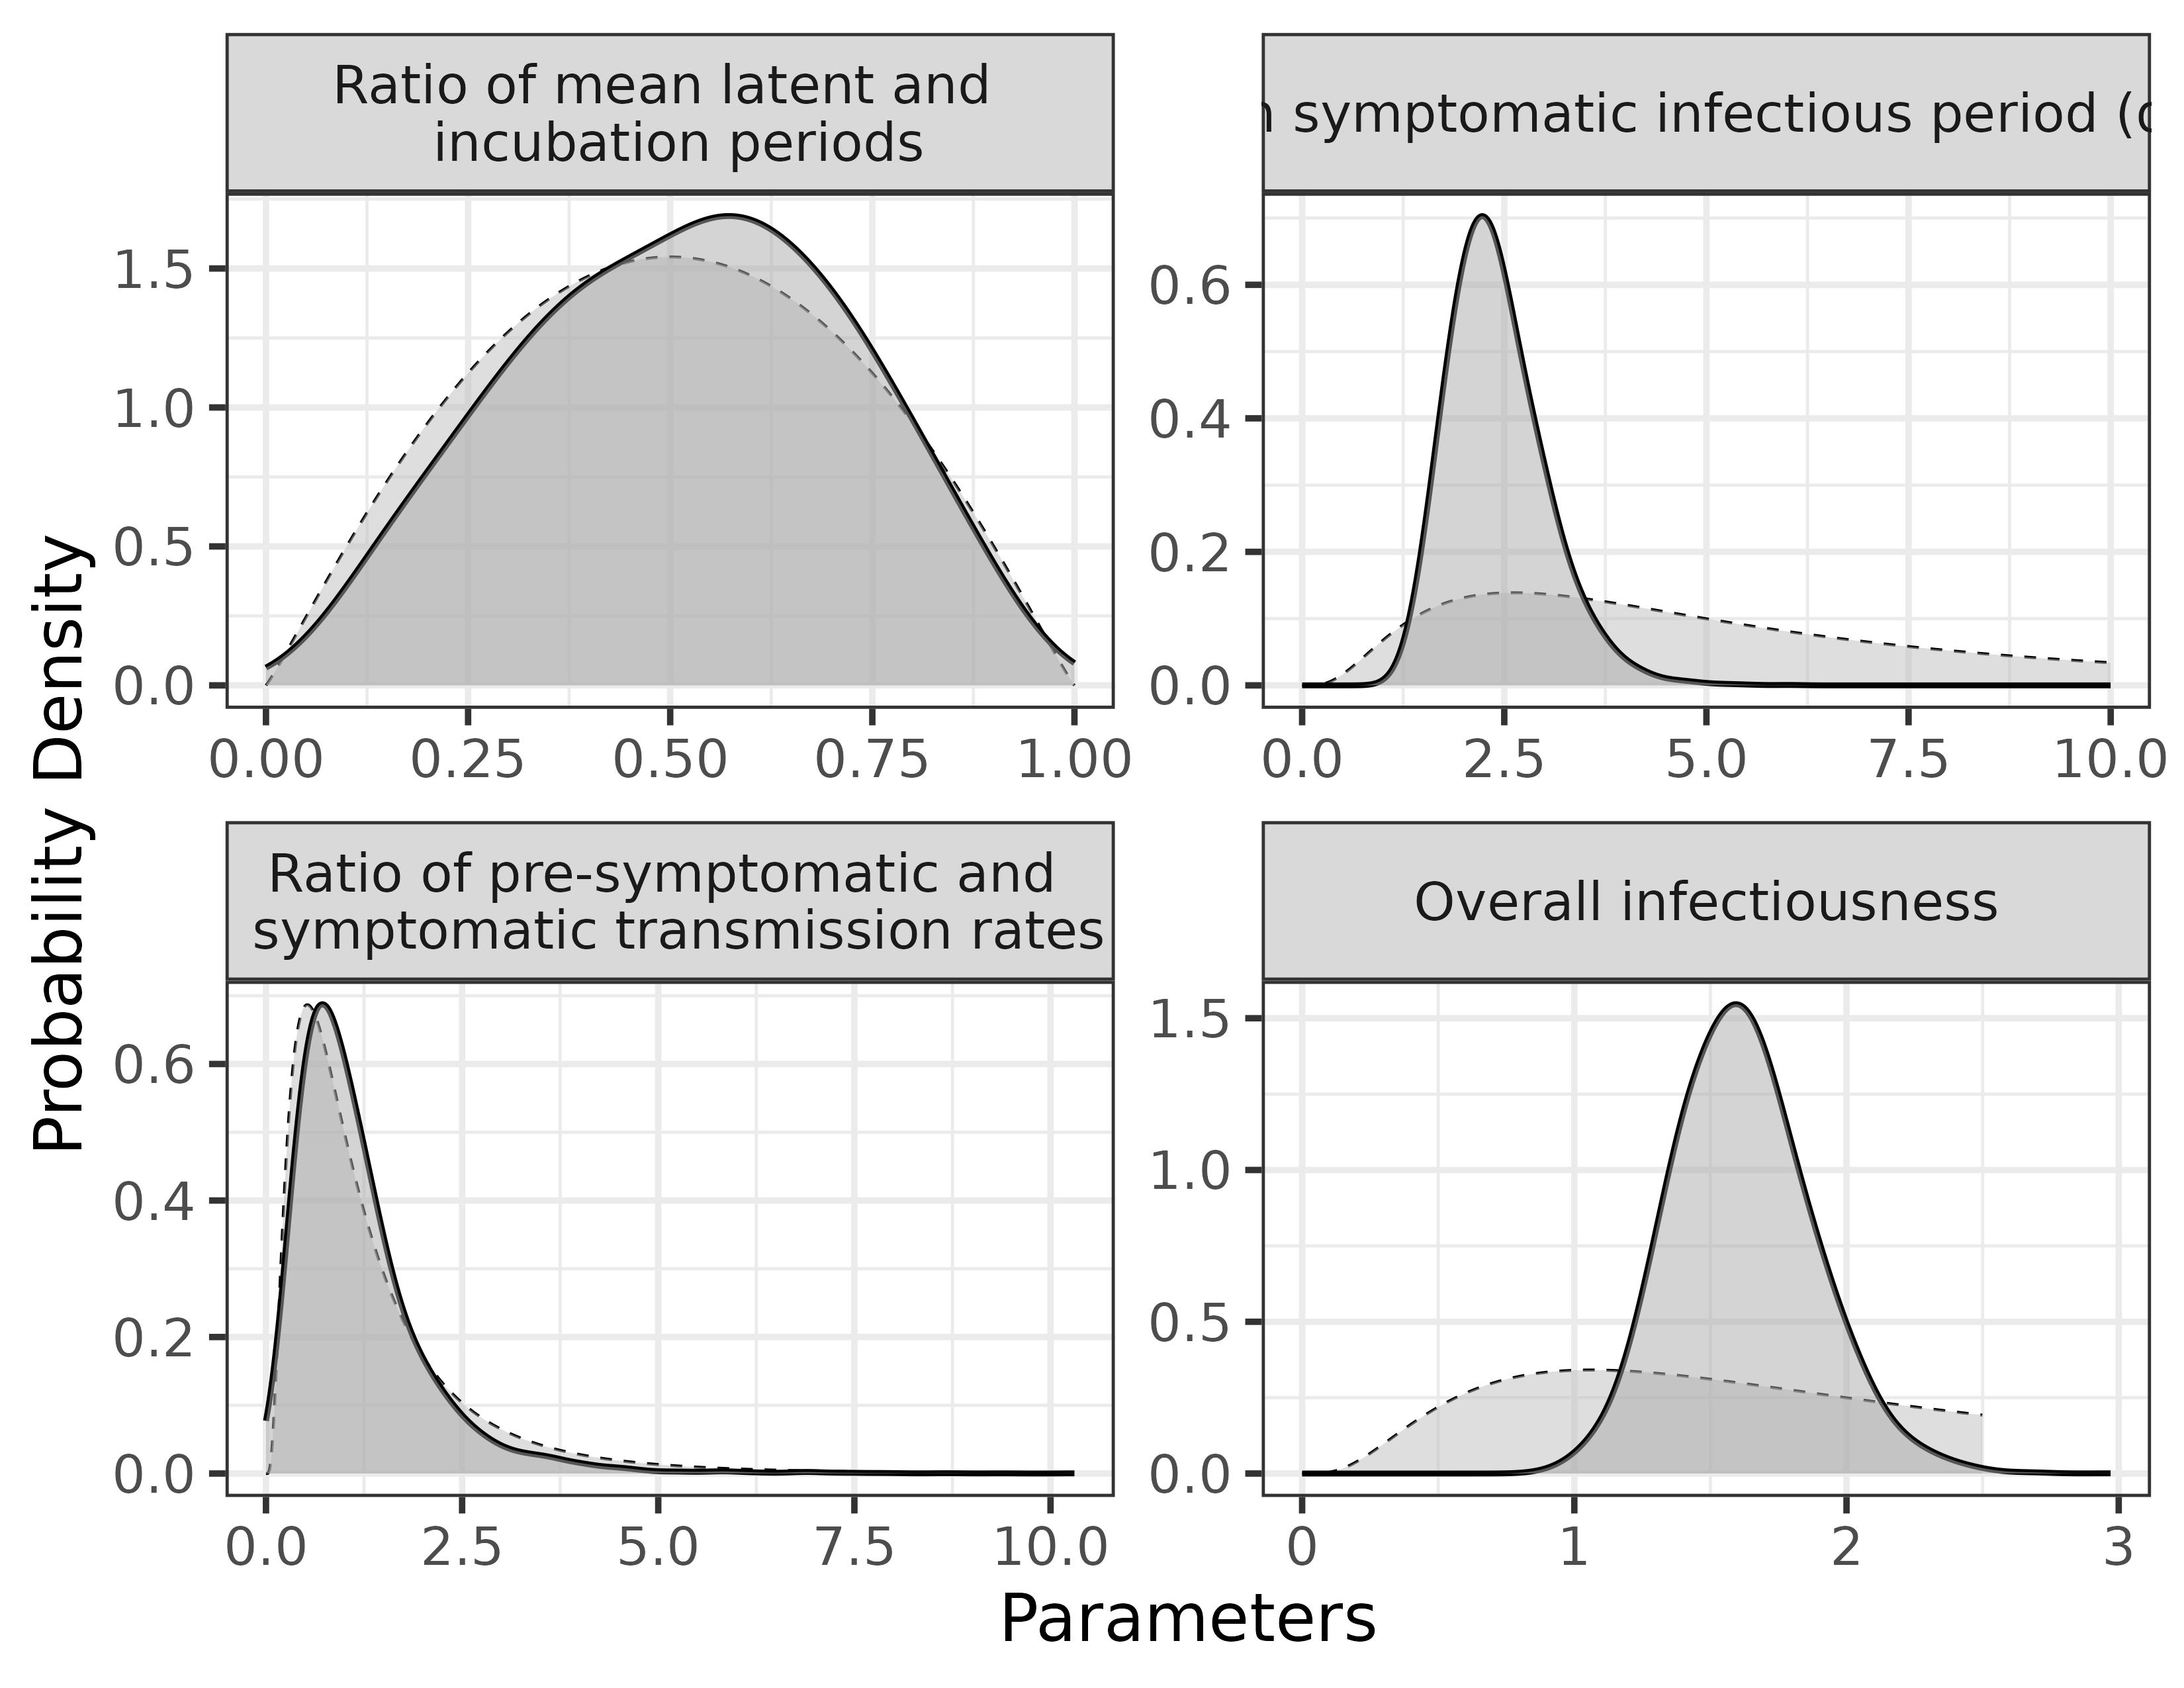 Ratio of mean latent and
incubation periods
symptomatic infectious period
1.5
1.0
0.5
0.0
0.00 0.25 0.50 0.75 1.00
0.6
0.4
0.2
0.0
0.0 2.5 5.0 7.5 10.0
Ratio of pre-symptomatic and
symptomatic transmission rates
Overall infectiousness
0.6
0.4
0.2
0.0
0.0 2.5 5.0 7.5 10.0
1.5
1.0
0.5
0.0
0 1 2 3
Probability Density
Parameters